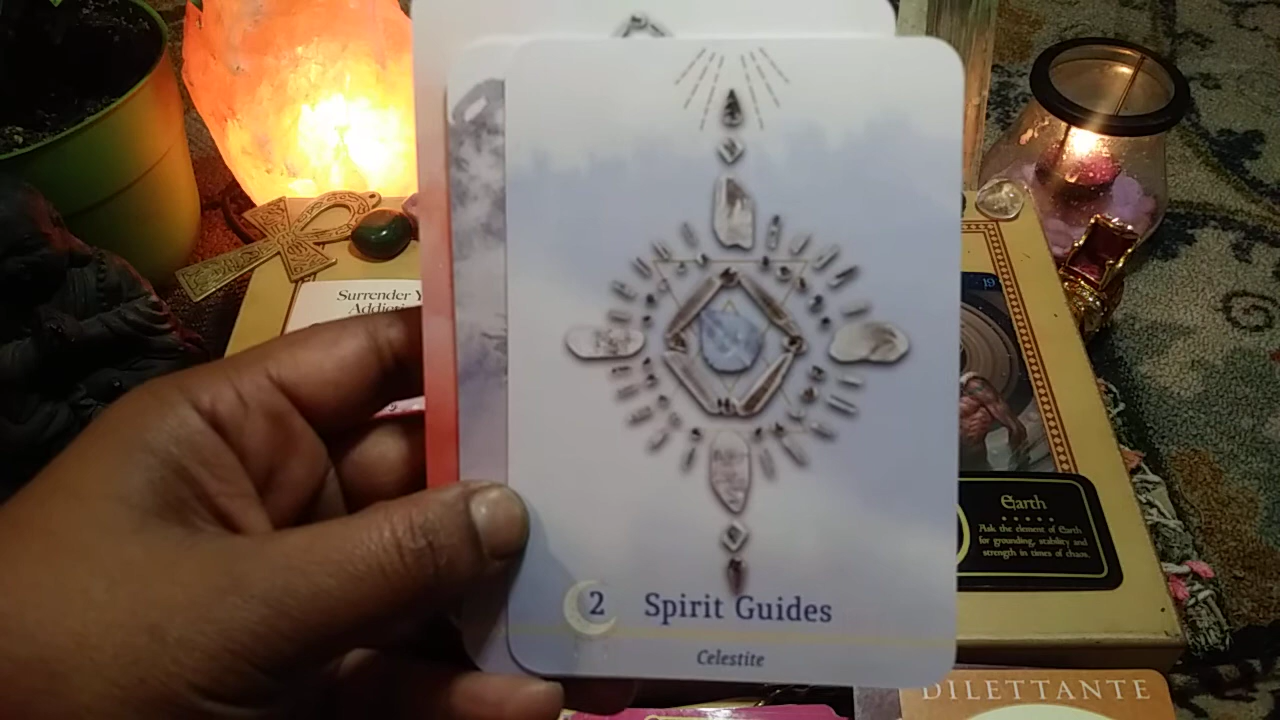 Surrender
2 Spirit Guides
Celestite
19
Earth
Ask the element of Earth
for grounding, stability and
strength in times of chaos.
DILETTANTE